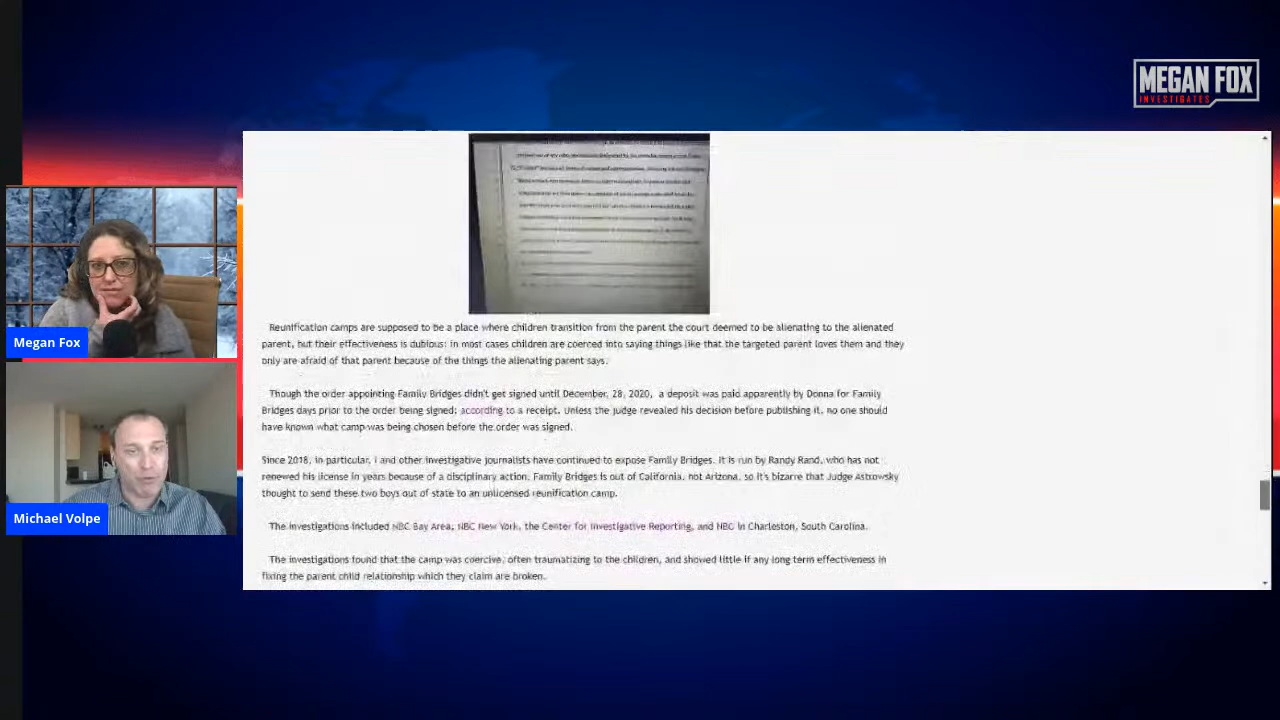 MEGAN FOX
INVESTIGATES
Megan Fox
Michael Volpe
Reunification camps are supposed to be a place where children transition from the parent the court deemed to be alienating to the alienated
parent, but their effectiveness is dubious: in most cases children are coerced into saying things like that the targeted parent loves them and they
only are afraid of that parent because of the things the alienating parent says.
Though the order appointing Family Bridges didn't get signed until December, 28, 2020, a deposit was paid apparently by Donna for Family
Bridges days prior to the order being signed; according to a receipt. Unless the judge revealed his decision before publishing it, no one should
have known what camp was being chosen before the order was signed.
Since 2018, in particular, I and other investigative journalists have continued to expose Family Bridges. It is run by Randy Rand, who has not
renewed his license in years because of a disciplinary action. Family Bridges is out of California, not Arizona, so it's bizarre that Judge Astrowsky
thought to send these two boys out of state to an unlicensed reunification camp.
The investigations included NBC Bay Area, NBC New York, the Center for Investigative Reporting, and NBC in Charleston, South Carolina.
The investigations found that the camp was coercive, often traumatizing to the children, and showed little if any long term effectiveness in
fixing the parent child relationship which they claim are broken.